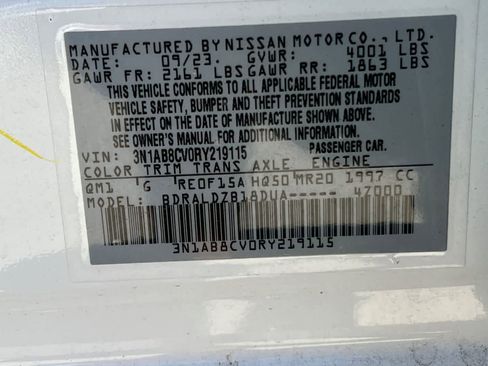 MANUFACTURED BY NISSAN MOTOR CO., LTD.
DATE: 09/23. GVWR: 4001 LBS
GAWR FR: 2161 LBS GAWR RR: 1863 LBS
THIS VEHICLE CONFORMS TO ALL APPLICABLE FEDERAL MOTOR
VEHICLE SAFETY, BUMPER AND THEFT PREVENTION STANDARDS
IN EFFECT ON THE DATE OF MANUFACTURE SHOWN ABOVE.
SEE OWNER'S MANUAL FOR ADDITIONAL INFORMATION.
VIN: 3N1AB8CV0RY219115 PASSENGER CAR.
COLOR TRIM TRANS AXLE ENGINE
QM1 G RE0F15A HQ50 MR20 1997 CC
MODEL: BDRALDZB18DUA----- 47000
3N1AB8CV0RY219115